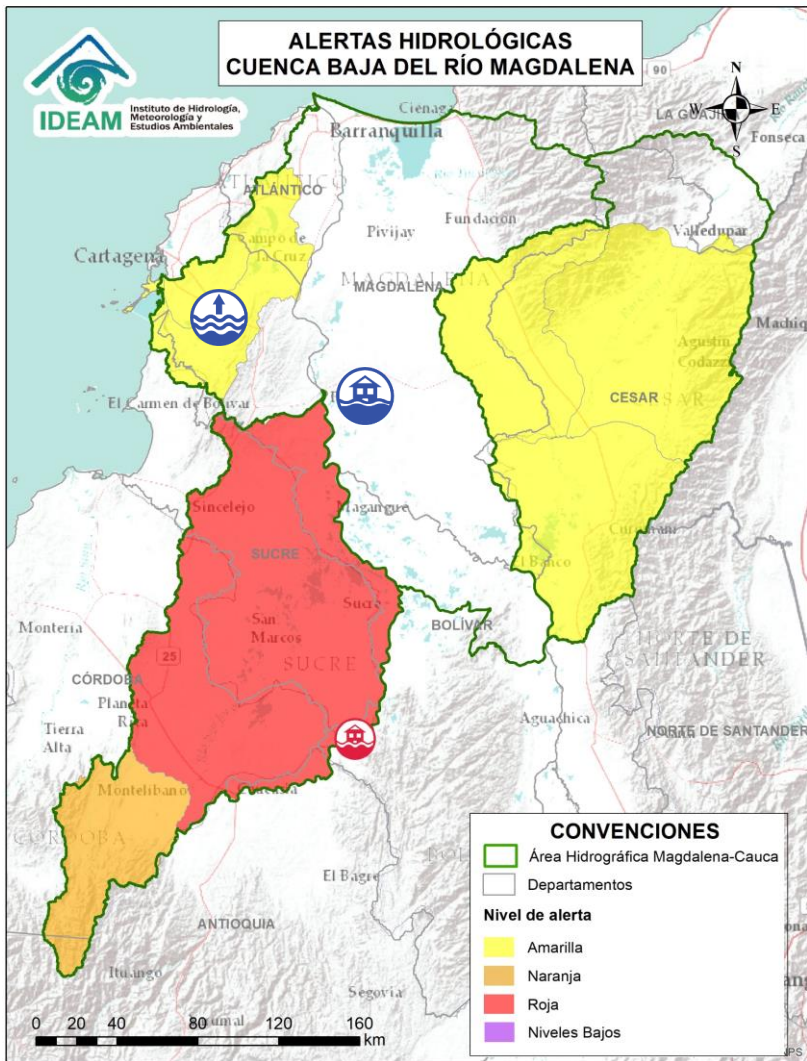 ALERTAS HIDROLÓGICAS
CUENCA BAJA DEL RÍO MAGDALENA
IDEAM
Instituto de Hidrología,
Meteorología y
Estudios Ambientales
N
W
E
S
90
Ciénaga
LA GUAJI
Fonseca
Barranquilla
ATLÁNTICO
Pivijay
Fundación
Valledupar
Cartagena
Campo de
la Cruz
MAGDALENA
MAGDALENA
Machiq
Agustín
Codazzi
CESAR
El Carmen de Bolívar
Sincelejo
Magangué
SUCRE
El Banco
Sucre
San
Marcos
BOLÍVAR
Montería
SUCRE
NORTE DE
SANTANDER
25
CÓRDOBA
Planeta
Rica
Tierra
Alta
Aguachica
NORTE DE SANTANDER
Montelíbano
CÓRDOBA
El Bagre
ANTIOQUIA
Ituango
Segovia
CONVENCIONES
Área Hidrográfica Magdalena-Cauca
Departamentos
Nivel de alerta
Amarilla
Naranja
Roja
Niveles Bajos
0 20 40 80 120 160
km